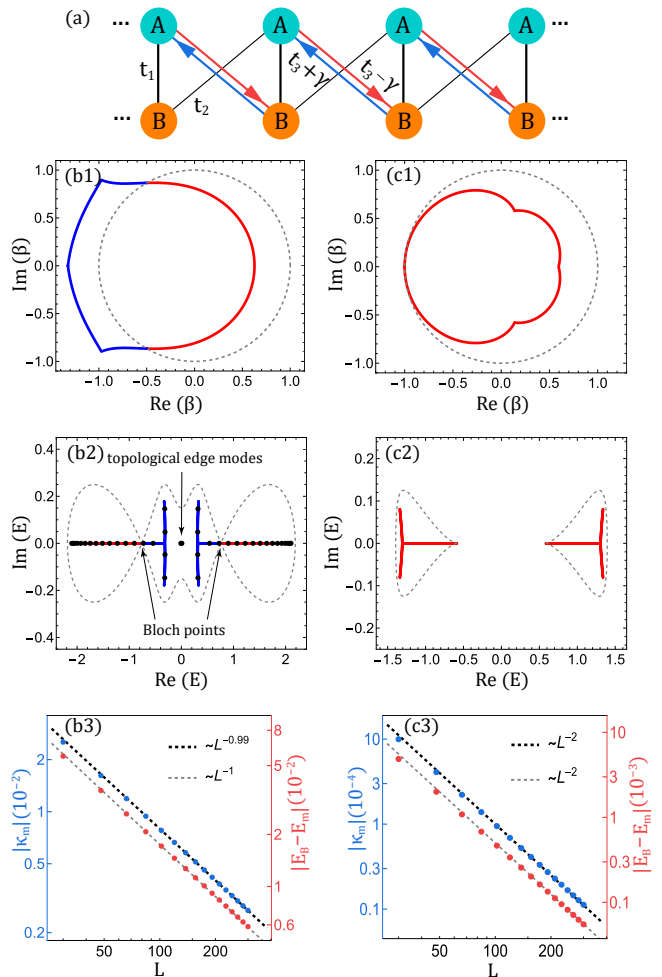 (a)
... A A A A ...
t₁ t₂ t₃+γ t₃−γ
... B B B B ...
(b1)
1.0
0.5
0.0
−0.5
−1.0
Im (β)
−1.0 −0.5 0.0 0.5 1.0
Re (β)
(c1)
1.0
0.5
0.0
−0.5
−1.0
Im (β)
−1.0 −0.5 0.0 0.5 1.0
Re (β)
(b2)
topological edge modes
Bloch points
0.4
0.2
0.0
−0.2
−0.4
Im (E)
−2 −1 0 1 2
Re (E)
(c2)
0.2
0.1
0.0
−0.1
−0.2
Im (E)
−1.5 −1.0 −0.5 0.0 0.5 1.0 1.5
Re (E)
(b3)
~L⁻⁰·⁹⁹
~L⁻¹
2
1
0.5
0.2
|κₘ| (10⁻²)
8
5
2
1
0.6
|E_B−Eₘ| (10⁻²)
50 100 200
L
(c3)
~L⁻²
~L⁻²
10
3
1
0.3
0.1
|κₘ| (10⁻⁴)
10
3
1
0.3
0.1
|E_B−Eₘ| (10⁻³)
50 100 200
L